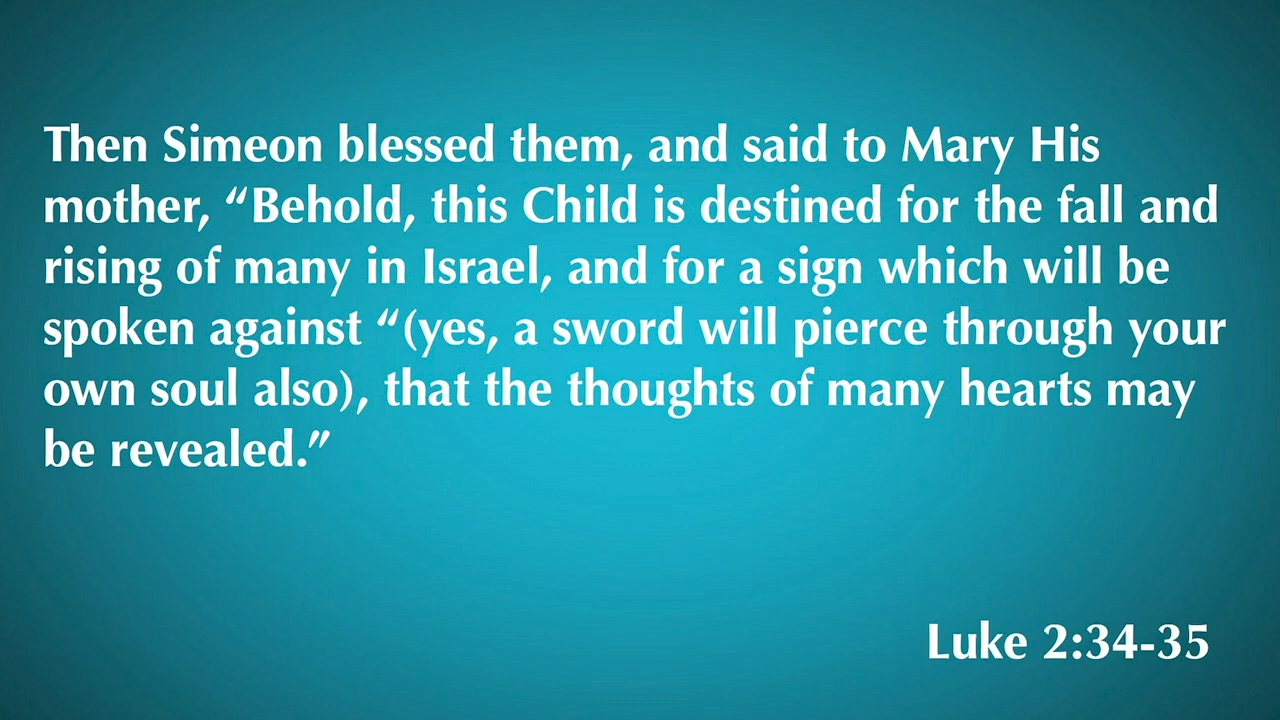 Then Simeon blessed them, and said to Mary His
mother, “Behold, this Child is destined for the fall and
rising of many in Israel, and for a sign which will be
spoken against “(yes, a sword will pierce through your
own soul also), that the thoughts of many hearts may
be revealed.”
Luke 2:34-35